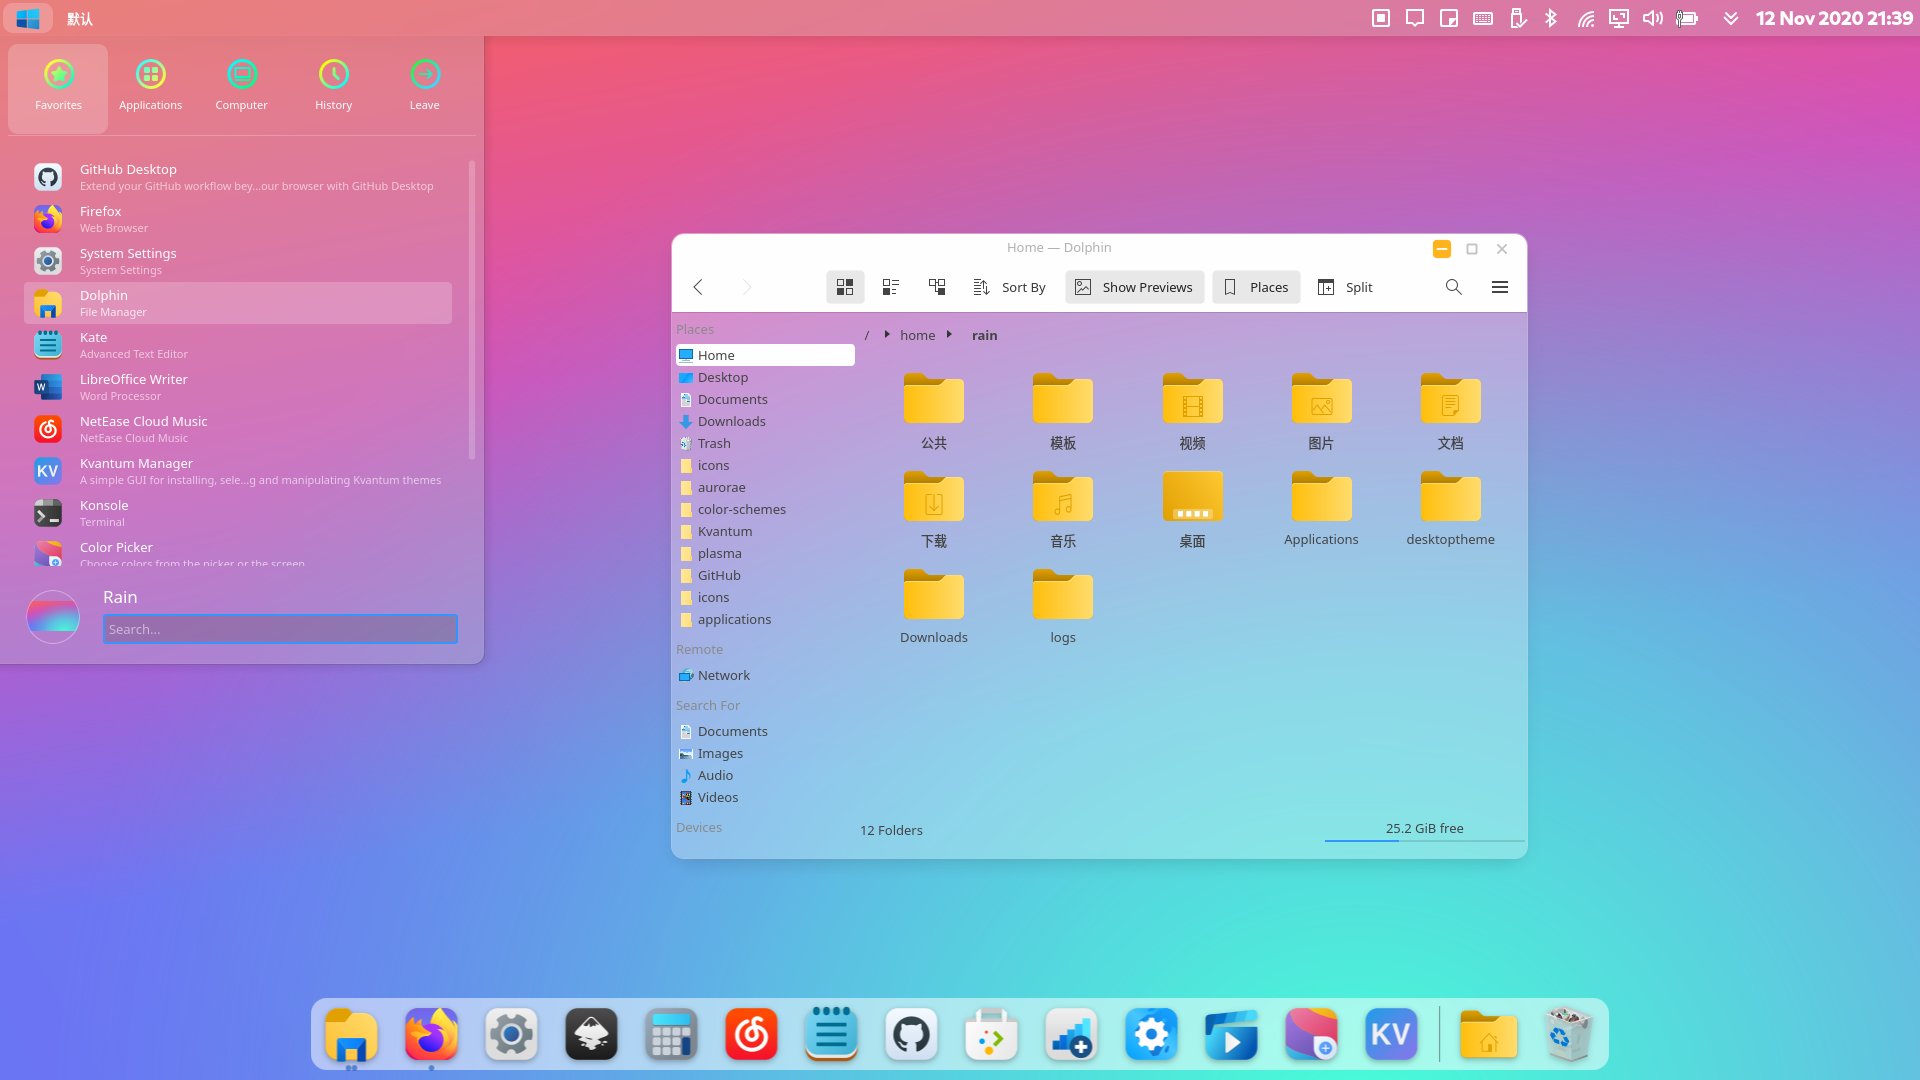 默认
12 Nov 2020 21:39
Favorites
Applications
Computer
History
Leave
GitHub Desktop
Extend your GitHub workflow bey...our browser with GitHub Desktop
Firefox
Web Browser
System Settings
System Settings
Dolphin
File Manager
Kate
Advanced Text Editor
LibreOffice Writer
Word Processor
NetEase Cloud Music
NetEase Cloud Music
KV
Kvantum Manager
A simple GUI for installing, sele...g and manipulating Kvantum themes
Konsole
Terminal
Color Picker
Choose colors from the picker or the screen
Rain
Search...
Home — Dolphin
Sort By
Show Previews
Places
Split
Places
Home
Desktop
Documents
Downloads
Trash
icons
aurorae
color-schemes
Kvantum
plasma
GitHub
icons
applications
Remote
Network
Search For
Documents
Images
Audio
Videos
Devices
/ home rain
公共 模板 视频 图片 文档
下载 音乐 桌面 Applications desktoptheme
Downloads logs
12 Folders
25.2 GiB free
KV